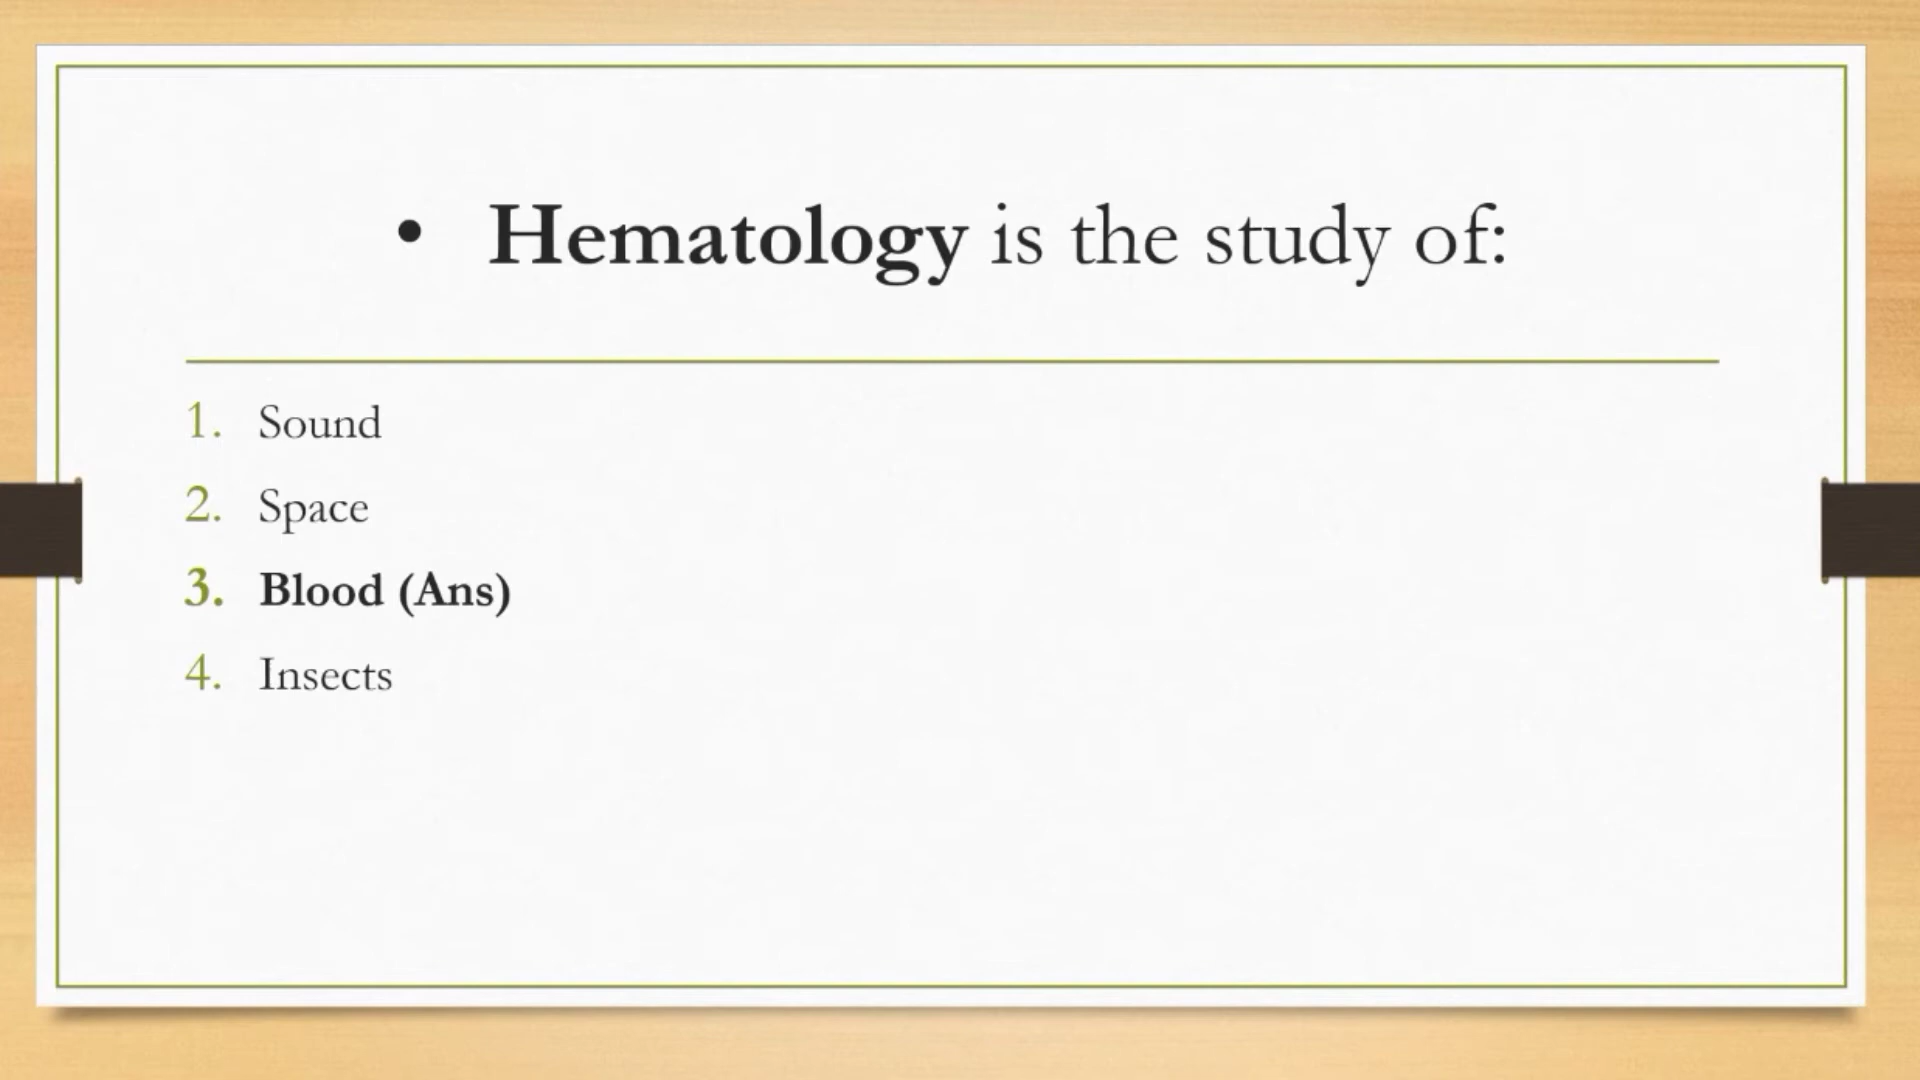 • Hematology is the study of:
1. Sound
2. Space
3. Blood (Ans)
4. Insects